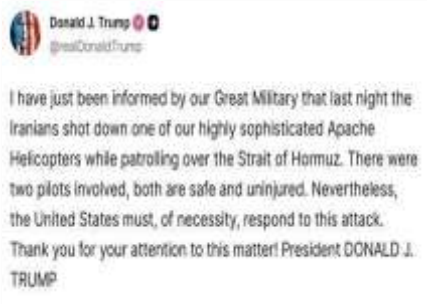 Donald J. Trump
@realDonaldTrump
I have just been informed by our Great Military that last night the
Iranians shot down one of our highly sophisticated Apache
Helicopters while patrolling over the Strait of Hormuz. There were
two pilots involved, both are safe and uninjured. Nevertheless,
the United States must, of necessity, respond to this attack.
Thank you for your attention to this matter! President DONALD J.
TRUMP